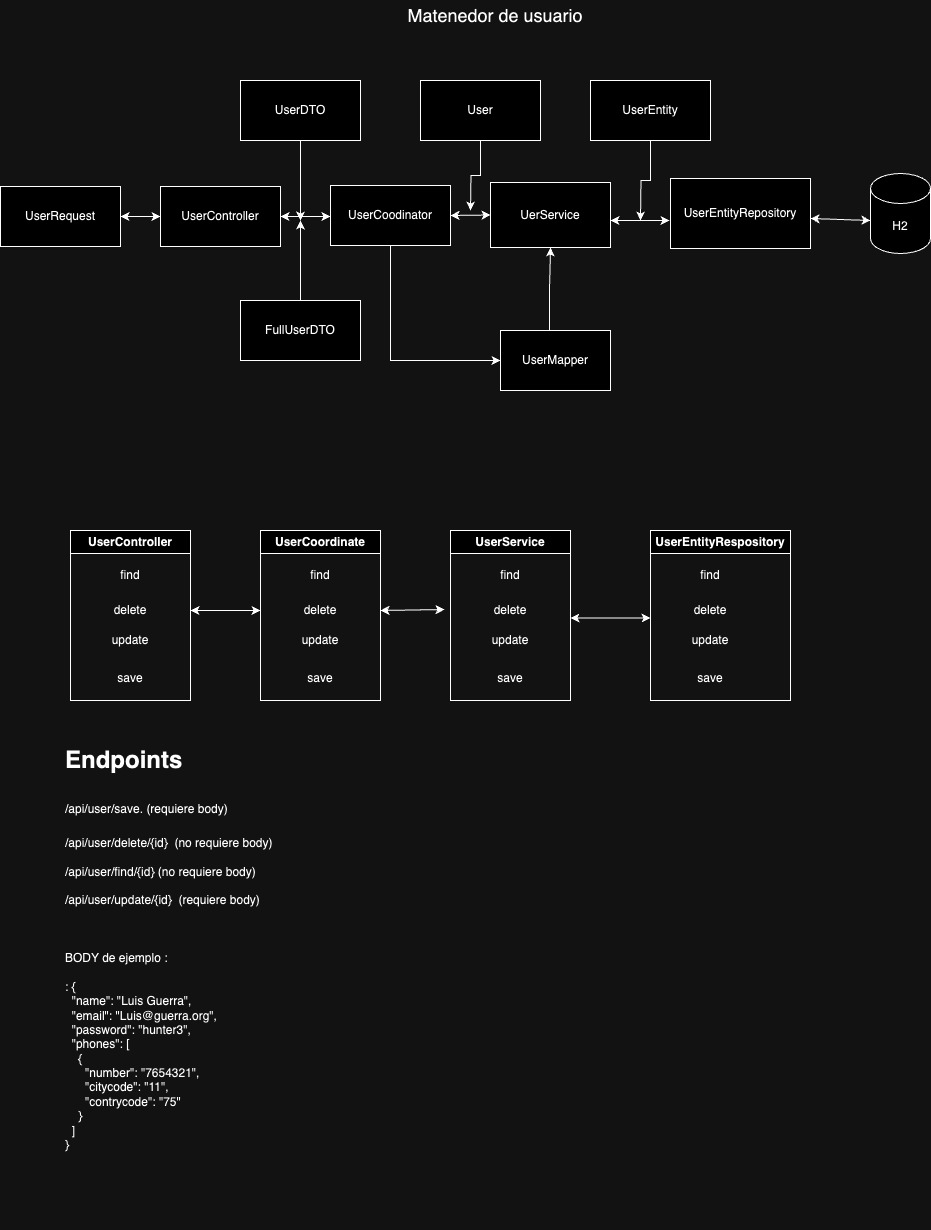 Matenedor de usuario
UserDTO
User
UserEntity
UserRequest
UserController
UserCoodinator
UerService
UserEntityRepository
H2
FullUserDTO
UserMapper
UserController
UserCoordinate
UserService
UserEntityRespository
find
find
find
find
delete
delete
delete
delete
update
update
update
update
save
save
save
save
Endpoints
/api/user/save. (requiere body)
/api/user/delete/{id}  (no requiere body)
/api/user/find/{id} (no requiere body)
/api/user/update/{id}  (requiere body)
BODY de ejemplo :
: {
  "name": "Luis Guerra",
  "email": "Luis@guerra.org",
  "password": "hunter3",
  "phones": [
    {
      "number": "7654321",
      "citycode": "11",
      "contrycode": "75"
    }
  ]
}